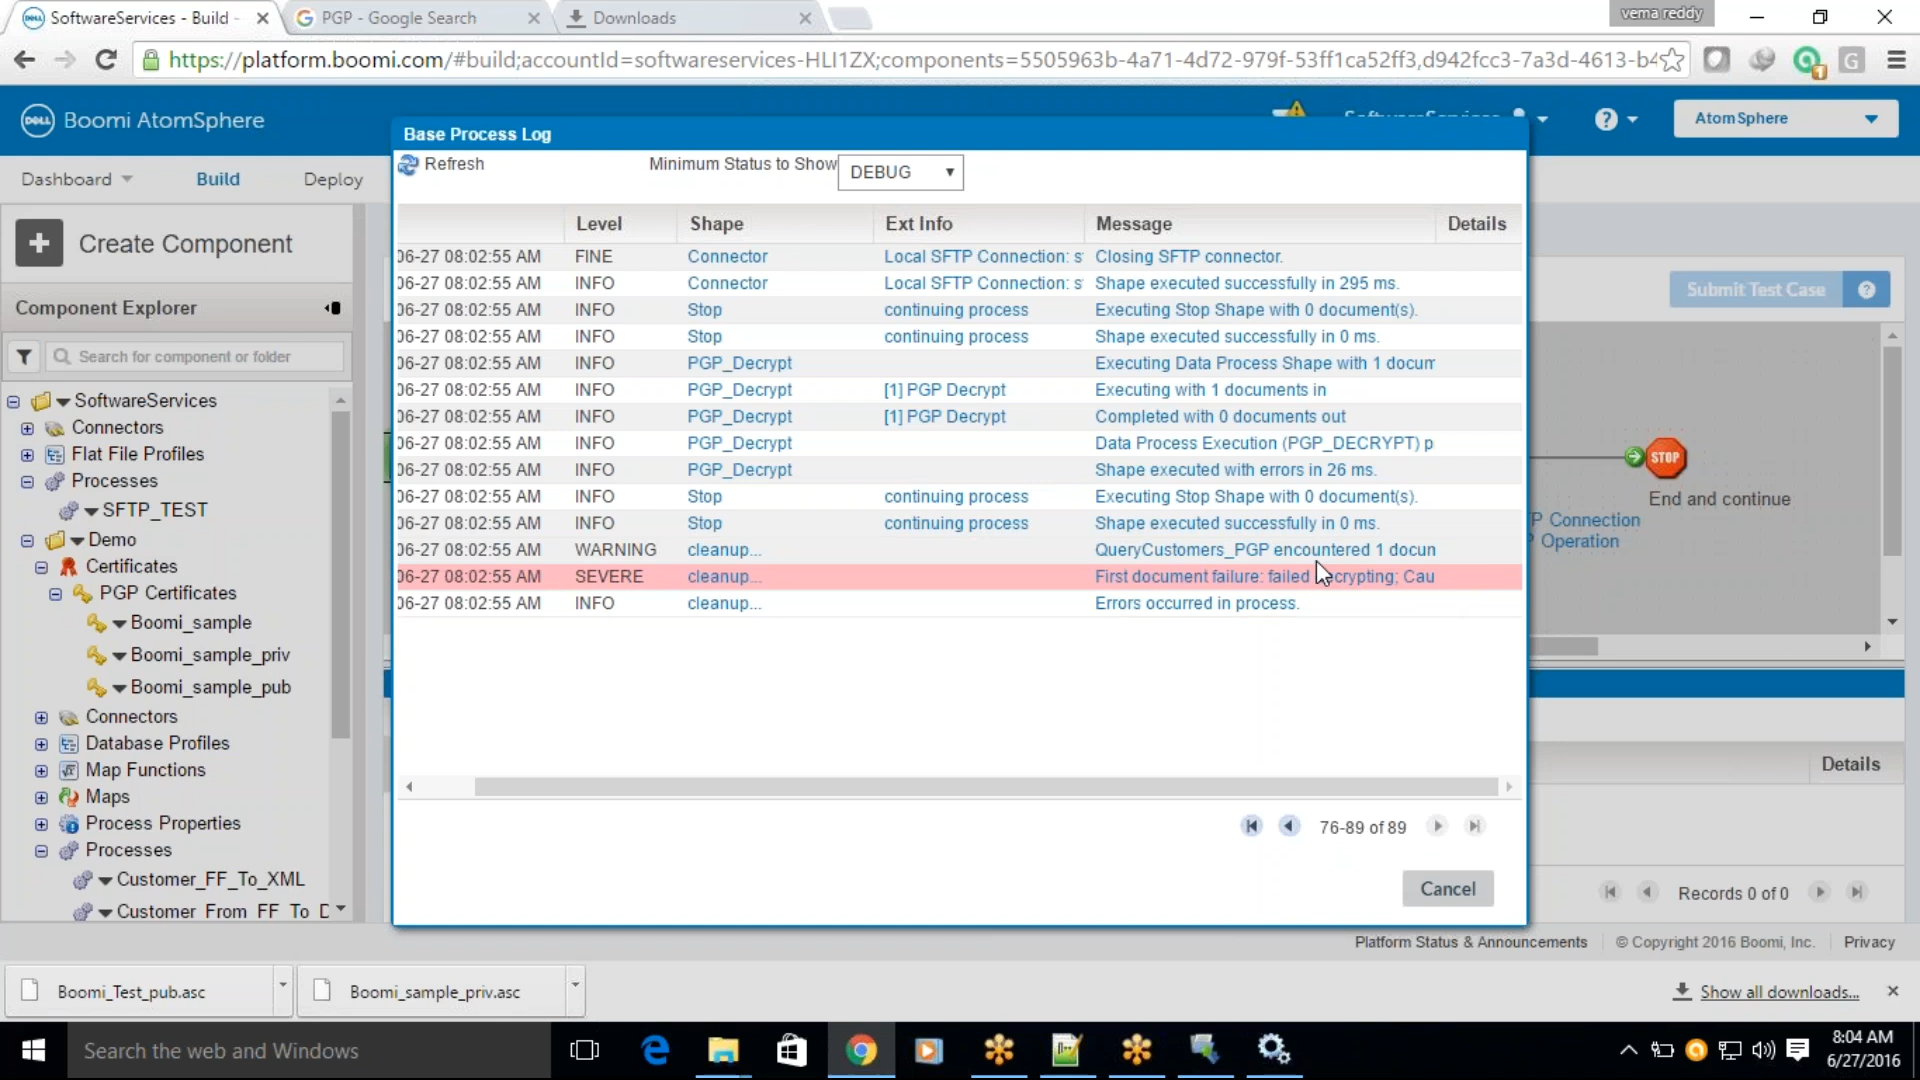 SoftwareServices - Build -
PGP - Google Search
Downloads
vema reddy
https://platform.boomi.com/#build;accountId=softwareservices-HLI1ZX;components=5505963b-4a71-4d72-979f-53ff1ca52ff3,d942fcc3-7a3d-4613-b4
DELL Boomi AtomSphere
AtomSphere
Dashboard
Build
Deploy
Base Process Log
Refresh
Minimum Status to Show
DEBUG
Create Component
Component Explorer
Search for component or folder
Submit Test Case
Level Shape Ext Info Message Details
06-27 08:02:55 AM FINE Connector Local SFTP Connection: s Closing SFTP connector.
06-27 08:02:55 AM INFO Connector Local SFTP Connection: s Shape executed successfully in 295 ms.
06-27 08:02:55 AM INFO Stop continuing process Executing Stop Shape with 0 document(s).
06-27 08:02:55 AM INFO Stop continuing process Shape executed successfully in 0 ms.
06-27 08:02:55 AM INFO PGP_Decrypt Executing Data Process Shape with 1 docum
06-27 08:02:55 AM INFO PGP_Decrypt [1] PGP Decrypt Executing with 1 documents in
06-27 08:02:55 AM INFO PGP_Decrypt [1] PGP Decrypt Completed with 0 documents out
06-27 08:02:55 AM INFO PGP_Decrypt Data Process Execution (PGP_DECRYPT) p
06-27 08:02:55 AM INFO PGP_Decrypt Shape executed with errors in 26 ms.
06-27 08:02:55 AM INFO Stop continuing process Executing Stop Shape with 0 document(s).
06-27 08:02:55 AM INFO Stop continuing process Shape executed successfully in 0 ms.
06-27 08:02:55 AM WARNING cleanup... QueryCustomers_PGP encountered 1 docun
06-27 08:02:55 AM SEVERE cleanup... First document failure: failed crypting; Cau
06-27 08:02:55 AM INFO cleanup... Errors occurred in process.
SoftwareServices
Connectors
Flat File Profiles
Processes
SFTP_TEST
Demo
Certificates
PGP Certificates
Boomi_sample
Boomi_sample_priv
Boomi_sample_pub
Connectors
Database Profiles
Map Functions
Maps
Process Properties
Processes
Customer_FF_To_XML
Customer From FF To D
STOP
End and continue
P Connection
Operation
Details
76-89 of 89
Cancel
Records 0 of 0
Platform Status & Announcements
© Copyright 2016 Boomi, Inc.
Privacy
Boomi_Test_pub.asc
Boomi_sample_priv.asc
Show all downloads...
Search the web and Windows
8:04 AM
6/27/2016